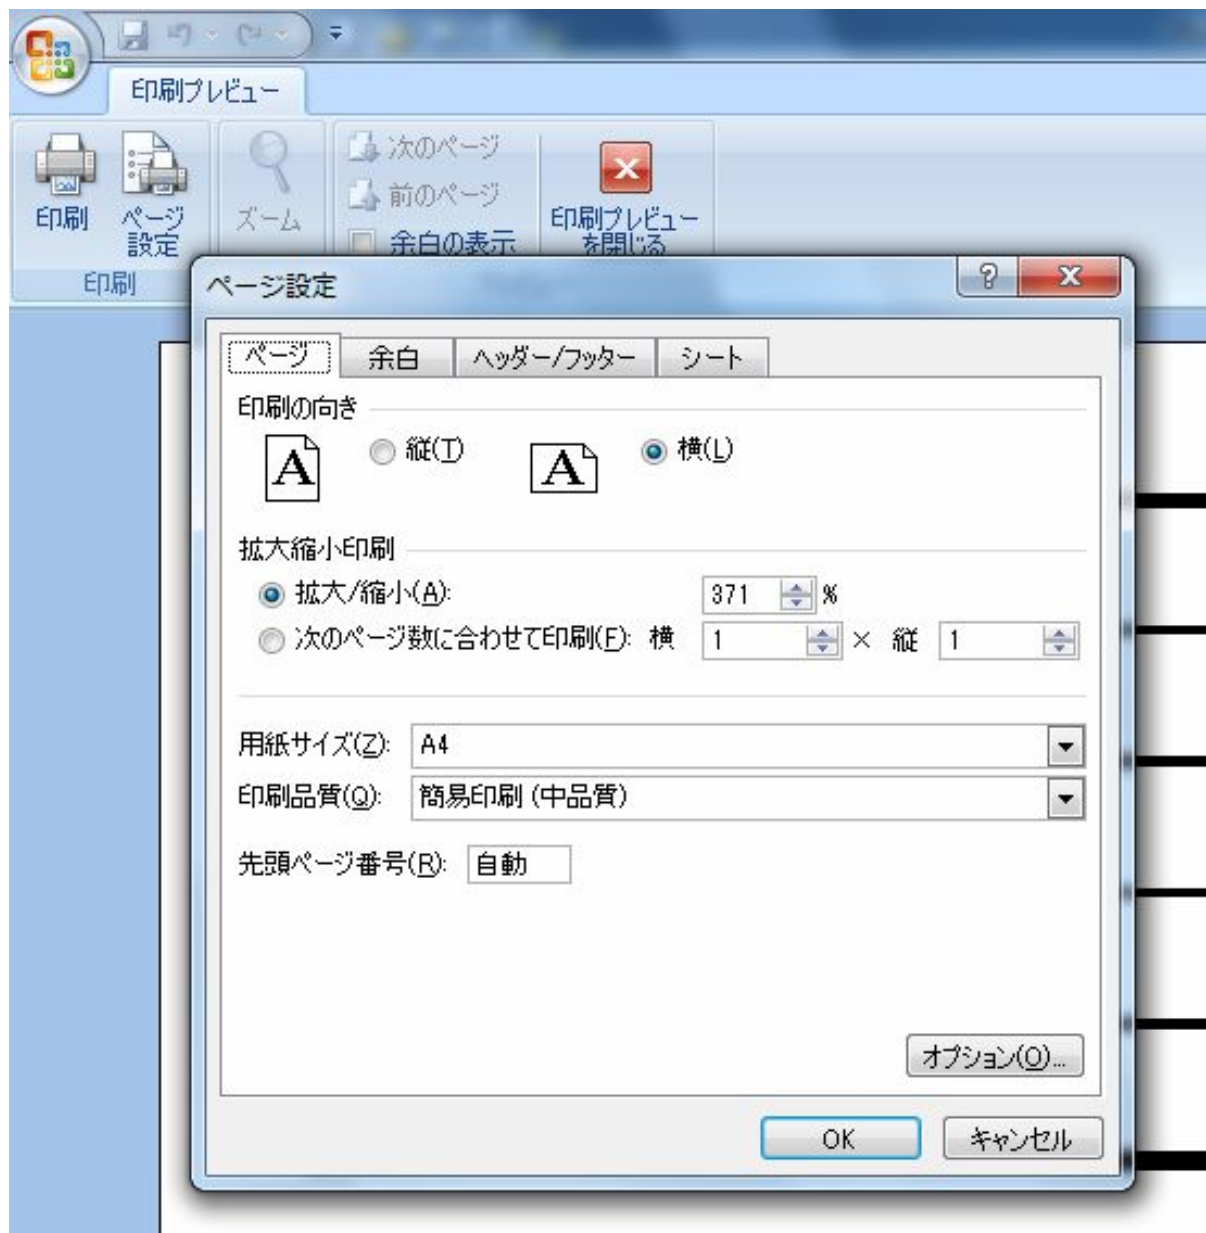 印刷プレビュー
次のページ
前のページ
印刷 ページ設定 ズーム 余白の表示 印刷プレビューを閉じる
印刷
ページ設定
ページ 余白 ヘッダー/フッター シート
印刷の向き
A 縦(T) A 横(L)
拡大縮小印刷
拡大/縮小(A): 371 %
次のページ数に合わせて印刷(F): 横 1 × 縦 1
用紙サイズ(Z): A4
印刷品質(Q): 簡易印刷 (中品質)
先頭ページ番号(R): 自動
オプション(O)...
OK キャンセル